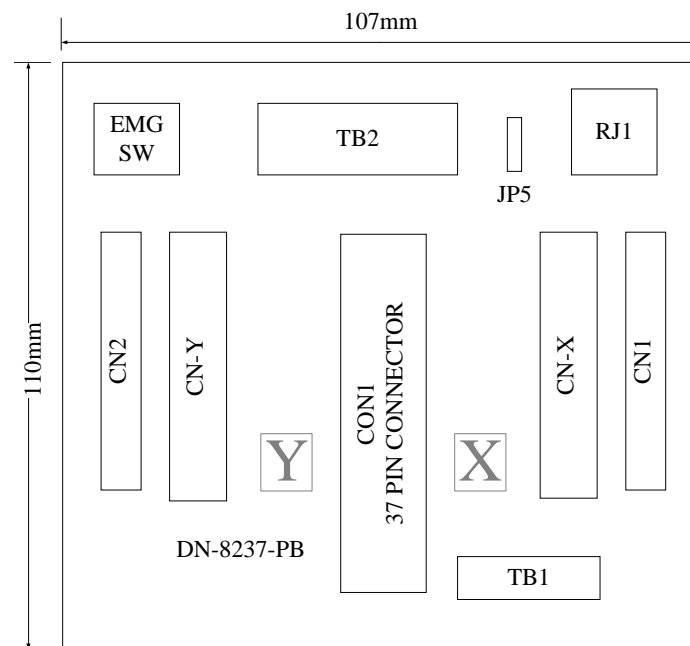 107mm
EMG
SW
TB2
JP5
RJ1
110mm
CN2
CN-Y
CON1
37 PIN CONNECTOR
CN-X
CN1
Y
X
DN-8237-PB
TB1